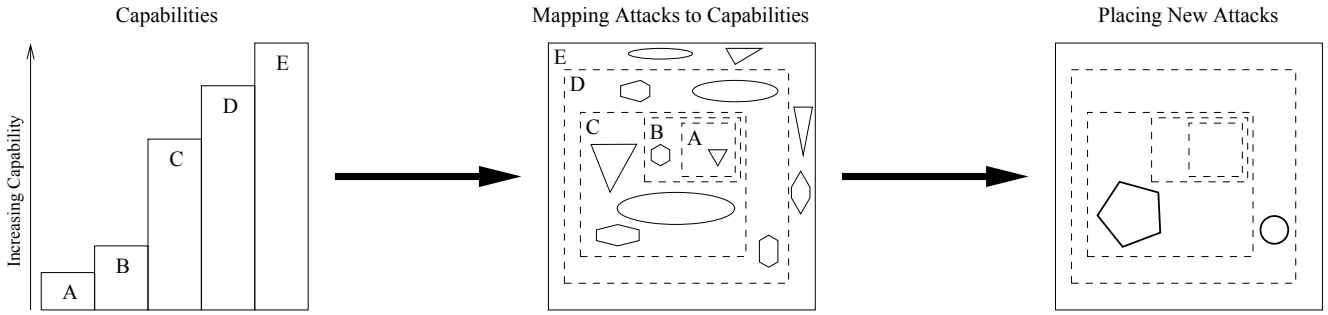 Capabilities
Increasing Capability
A
B
C
D
E
Mapping Attacks to Capabilities
E
D
C
B
A
Placing New Attacks